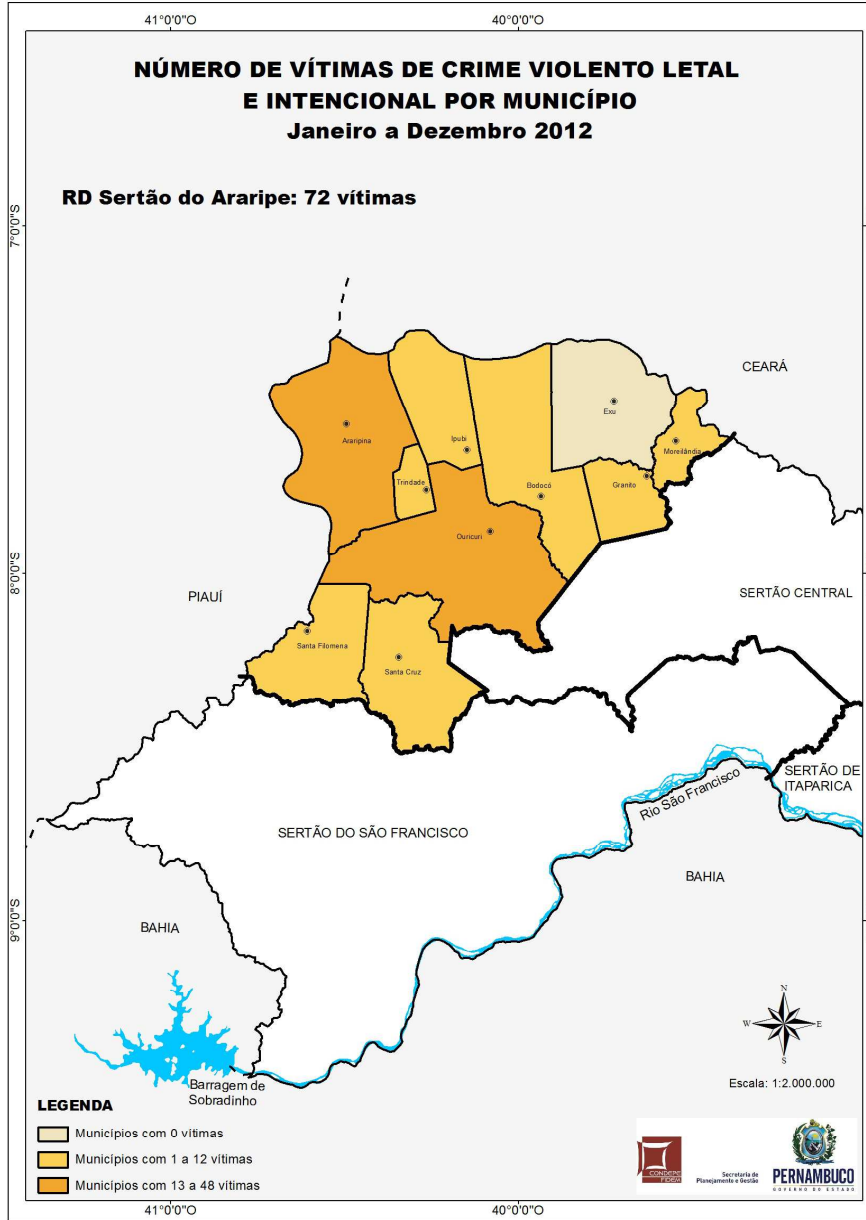 41°0'0"O
40°0'0"O
NÚMERO DE VÍTIMAS DE CRIME VIOLENTO LETAL
E INTENCIONAL POR MUNICÍPIO
Janeiro a Dezembro 2012
RD Sertão do Araripe: 72 vítimas
7°0'0"S
CEARÁ
Exu
Araripina
Ipubi
Moreilândia
Trindade
Bodocó
Granito
Ouricuri
8°0'0"S
PIAUÍ
SERTÃO CENTRAL
Santa Filomena
Santa Cruz
SERTÃO DE
ITAPARICA
Rio São Francisco
SERTÃO DO SÃO FRANCISCO
BAHIA
9°0'0"S
BAHIA
N
W
E
S
Barragem de
Sobradinho
Escala: 1:2.000.000
LEGENDA
Municípios com 0 vítimas
Municípios com 1 a 12 vítimas
Municípios com 13 a 48 vítimas
CONDEPE
FIDEM
Secretaria de
Planejamento e Gestão
PERNAMBUCO
GOVERNO DO ESTADO
41°0'0"O
40°0'0"O